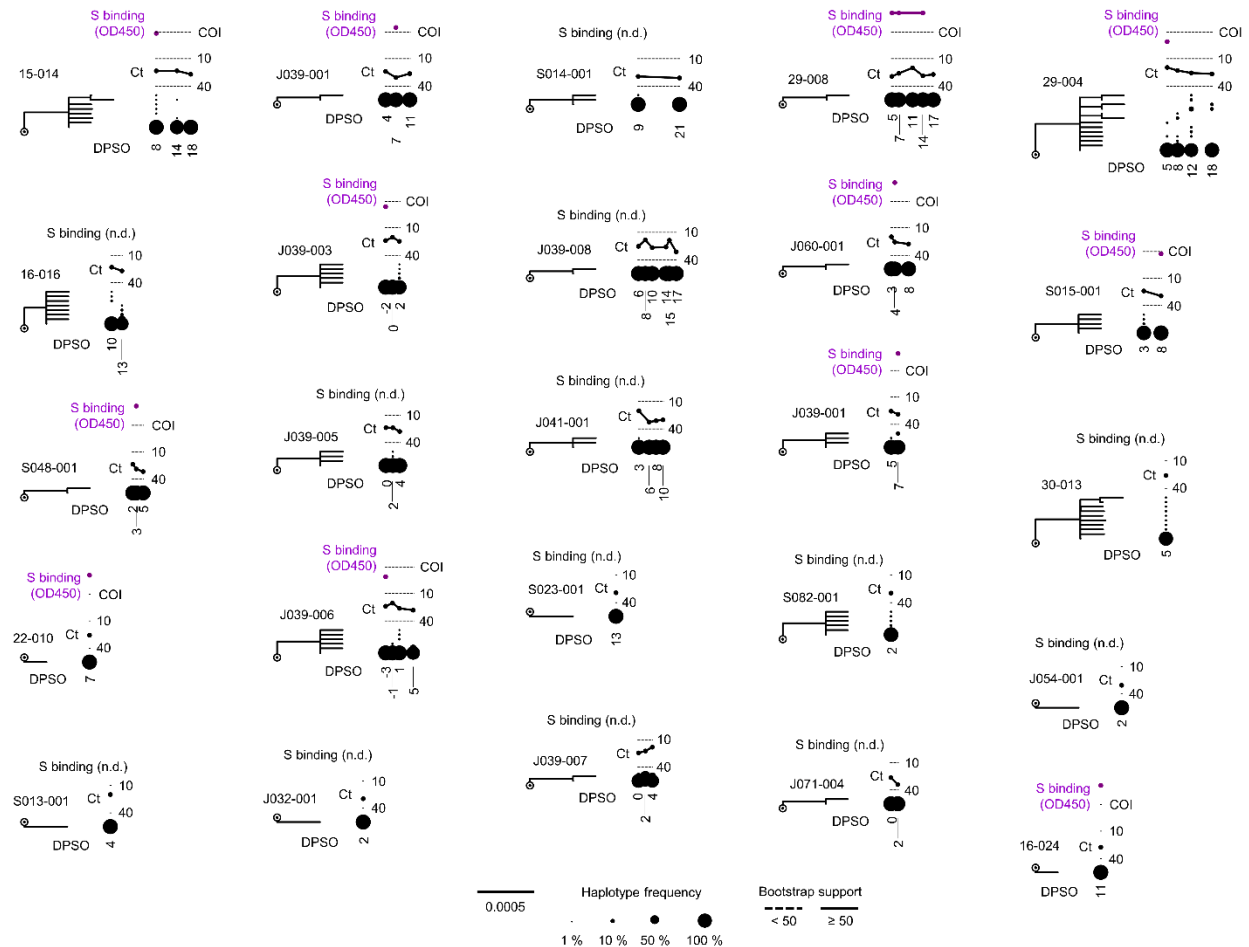 S binding
(OD450)
COI
10
15-014
Ct
40
DPSO
8
14
18
S binding
(OD450)
COI
10
J039-001
Ct
40
DPSO
4
7
11
S binding (n.d.)
10
S014-001
Ct
40
DPSO
9
21
S binding
(OD450)
COI
10
29-008
Ct
40
DPSO
5
7
11
14
17
S binding
(OD450)
COI
10
29-004
Ct
40
DPSO
5
8
12
18
S binding (n.d.)
10
16-016
Ct
40
DPSO
10
13
S binding
(OD450)
COI
10
J039-003
Ct
40
DPSO
-2
0
2
S binding (n.d.)
10
J039-008
Ct
40
DPSO
6
8
10
14
15
17
S binding
(OD450)
COI
10
J060-001
Ct
40
DPSO
3
4
8
S binding
(OD450)
COI
10
S015-001
Ct
40
DPSO
3
8
S binding
(OD450)
COI
10
S048-001
Ct
40
DPSO
2
3
5
S binding (n.d.)
10
J039-005
Ct
40
DPSO
0
2
4
S binding (n.d.)
10
J041-001
Ct
40
DPSO
3
6
8
10
S binding
(OD450)
COI
10
J039-001
Ct
40
DPSO
5
7
S binding (n.d.)
10
30-013
Ct
40
DPSO
5
S binding
(OD450)
COI
10
22-010
Ct
40
DPSO
7
S binding
(OD450)
COI
10
J039-006
Ct
40
DPSO
-3
-1
1
5
S binding (n.d.)
10
S023-001
Ct
40
DPSO
13
S binding (n.d.)
10
S082-001
Ct
40
DPSO
2
S binding (n.d.)
10
J054-001
Ct
40
DPSO
2
S binding (n.d.)
10
S013-001
Ct
40
DPSO
4
S binding (n.d.)
10
J032-001
Ct
40
DPSO
2
S binding (n.d.)
10
J039-007
Ct
40
DPSO
0
2
4
S binding (n.d.)
10
J071-004
Ct
40
DPSO
0
2
S binding
(OD450)
COI
10
16-024
Ct
40
DPSO
11
0.0005
Haplotype frequency
1 % 10 % 50 % 100 %
Bootstrap support
< 50 ≥ 50